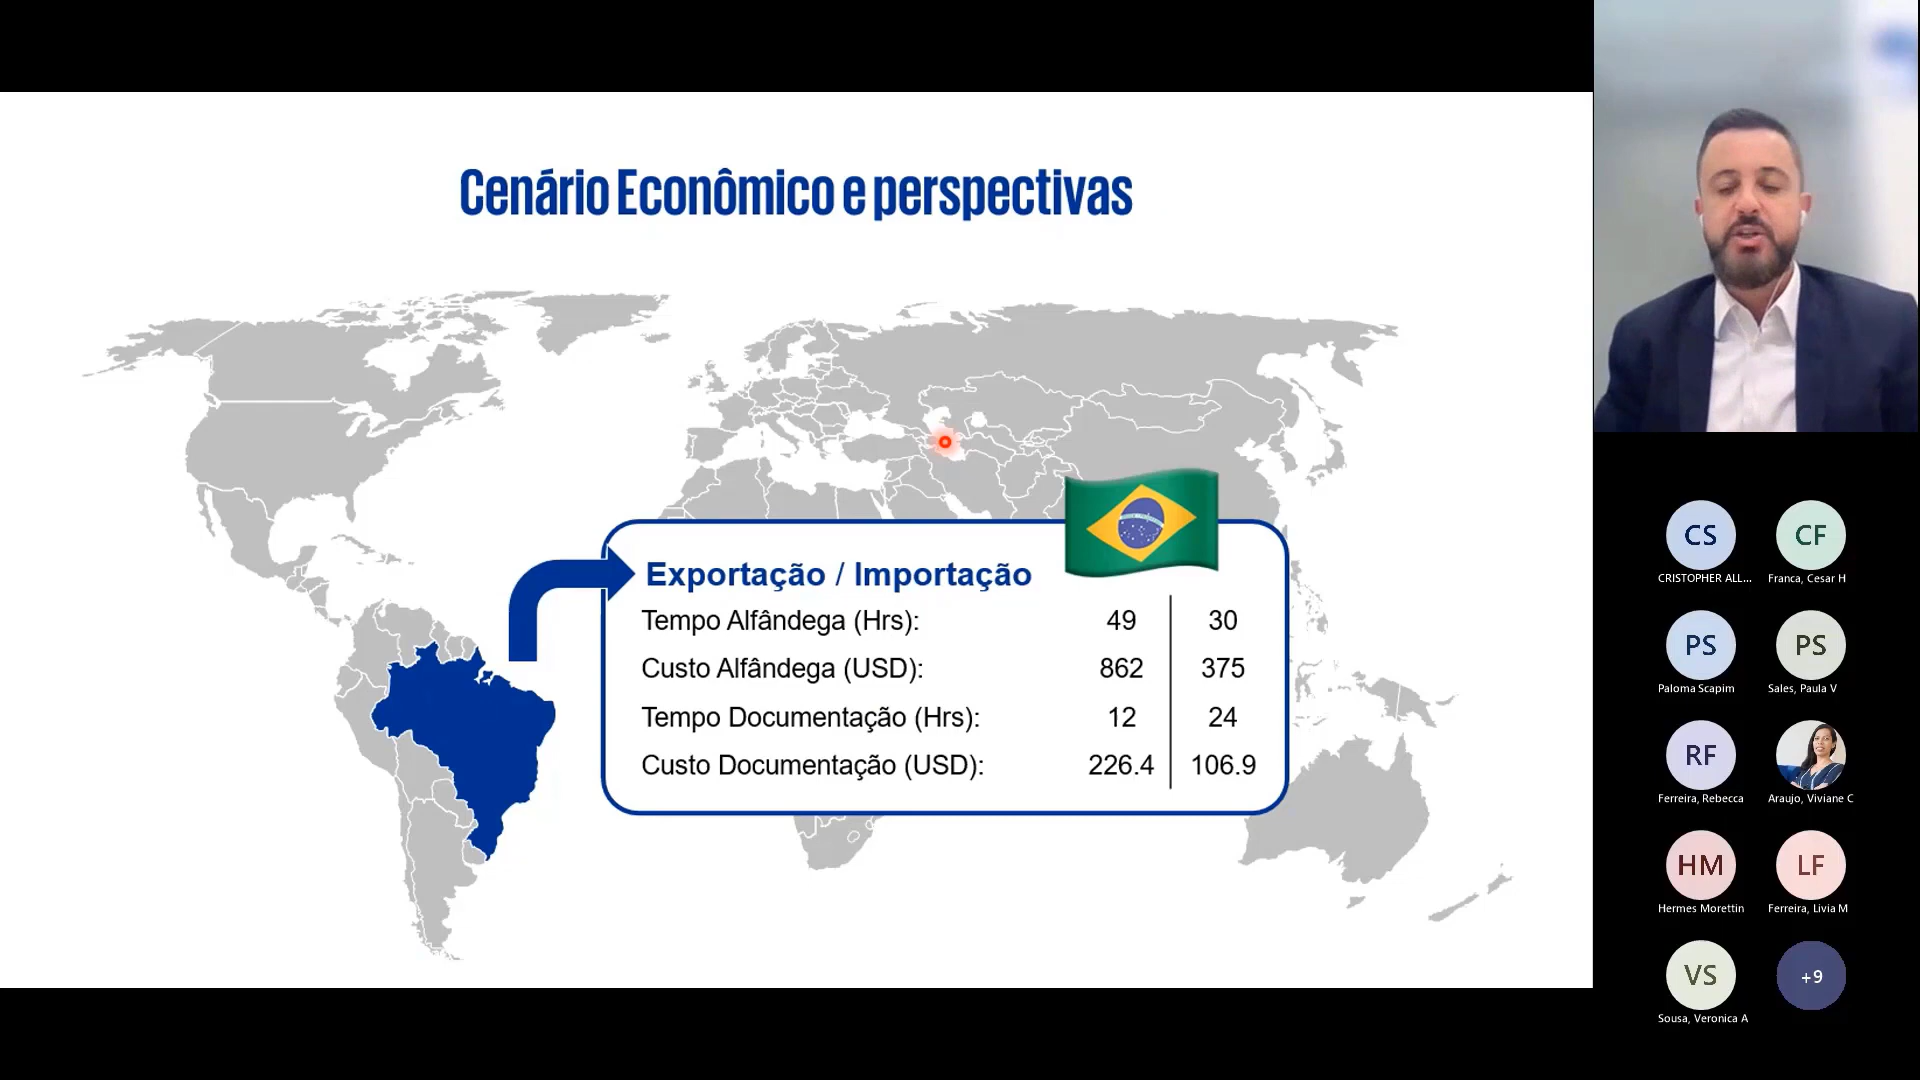 Cenário Econômico e perspectivas
Exportação / Importação
Tempo Alfândega (Hrs): 49 30
Custo Alfândega (USD): 862 375
Tempo Documentação (Hrs): 12 24
Custo Documentação (USD): 226.4 106.9
CS CF
CRISTOPHER ALL... Franca, Cesar H
PS PS
Paloma Scapim Sales, Paula V
RF
Ferreira, Rebecca Araujo, Viviane C
HM LF
Hermes Morettin Ferreira, Livia M
VS +9
Sousa, Veronica A